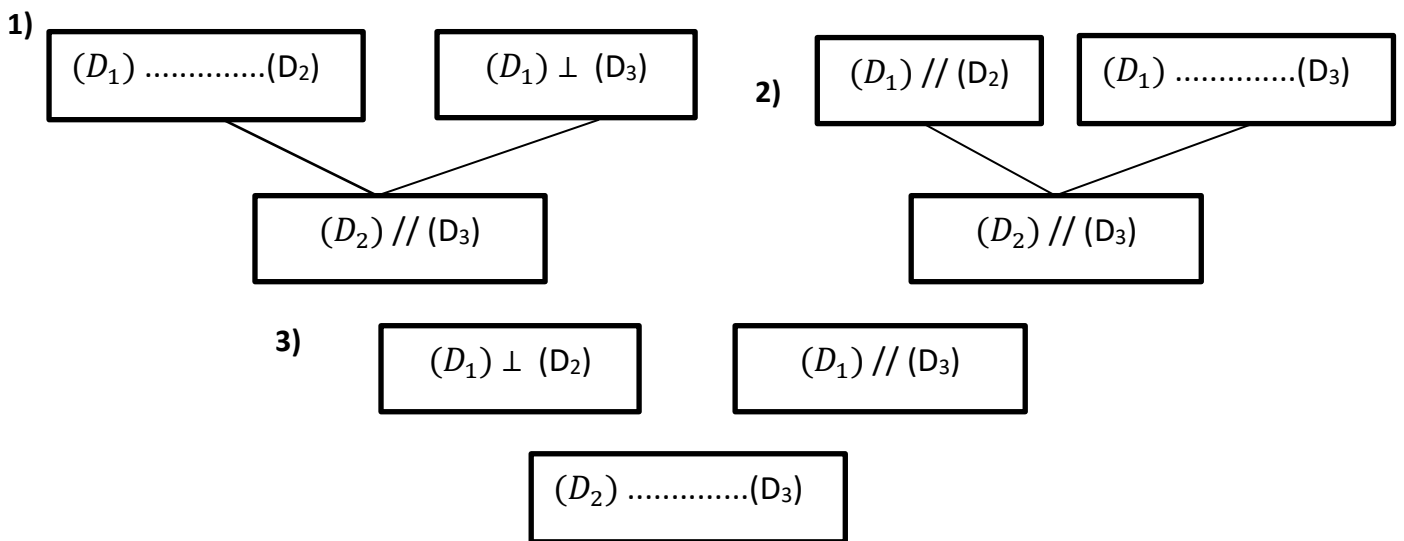 1)
(D₁) ..............(D₂)
(D₁) ⊥ (D₃)
(D₂) // (D₃)
2)
(D₁) // (D₂)
(D₁) ..............(D₃)
(D₂) // (D₃)
3)
(D₁) ⊥ (D₂)
(D₁) // (D₃)
(D₂) ..............(D₃)